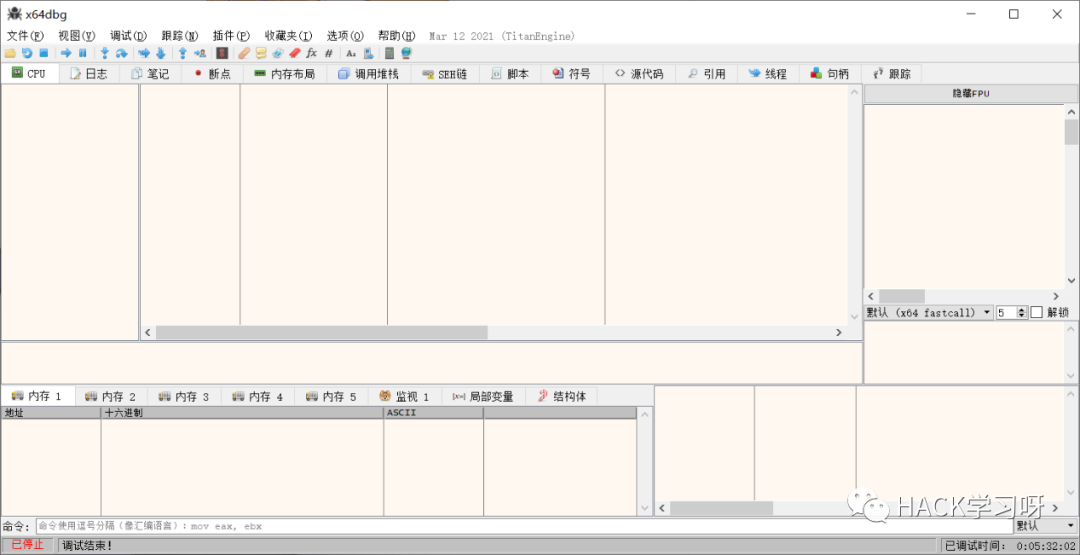 x64dbg
文件(F) 视图(V) 调试(D) 跟踪(N) 插件(P) 收藏夹(I) 选项(O) 帮助(H) Mar 12 2021 (TitanEngine)
CPU 日志 笔记 断点 内存布局 调用堆栈 SEH链 脚本 符号 源代码 引用 线程 句柄 跟踪
隐藏FPU
默认 (x64 fastcall) 5 解锁
内存 1 内存 2 内存 3 内存 4 内存 5 监视 1 局部变量 结构体
地址 十六进制 ASCII
HACK学习呀
命令: 命令使用逗号分隔（像汇编语言）：mov eax, ebx 默认
已停止 调试结束! 已调试时间: 0:05:32:02